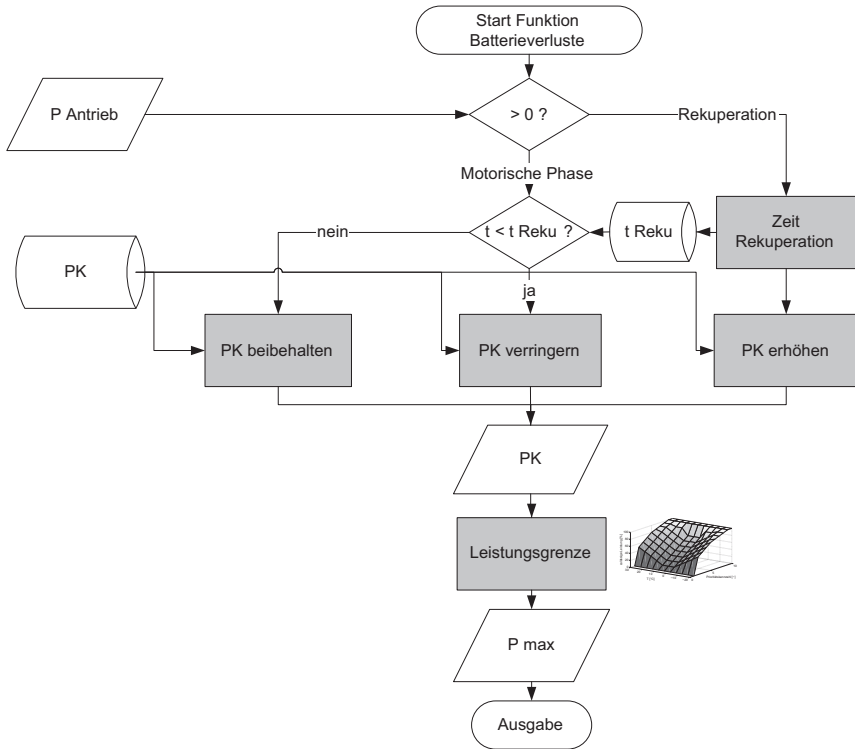 Start Funktion
Batterieverluste
P Antrieb
> 0 ?
Rekuperation
Motorische Phase
nein
t < t Reku ?
t Reku
Zeit
Rekuperation
PK
ja
PK beibehalten
PK verringern
PK erhöhen
PK
Leistungsgrenze
P max
Ausgabe